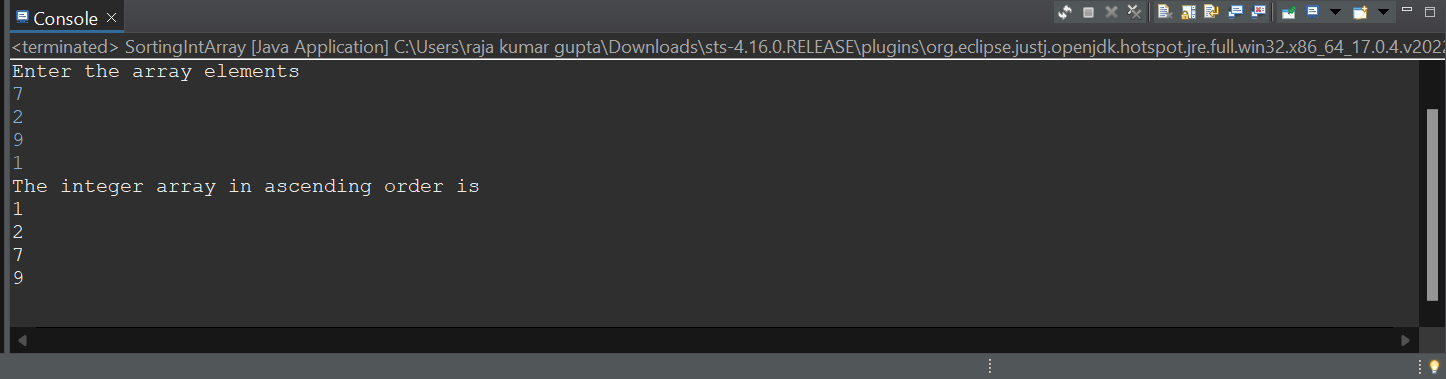 Console
<terminated> SortingIntArray [Java Application] C:\Users\raja kumar gupta\Downloads\sts-4.16.0.RELEASE\plugins\org.eclipse.justj.openjdk.hotspot.jre.full.win32.x86_64_17.0.4.v2022
Enter the array elements
7
2
9
1
The integer array in ascending order is
1
2
7
9